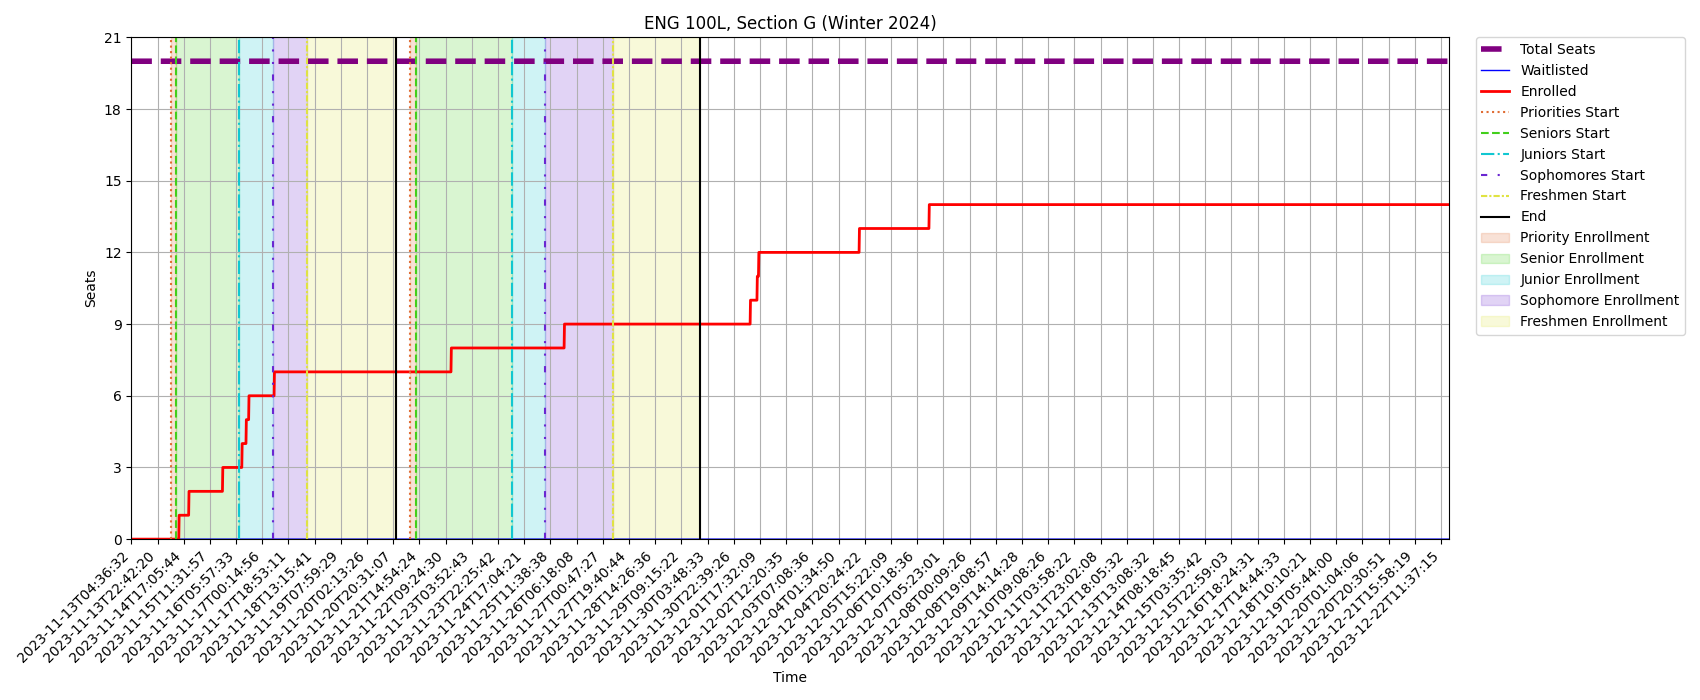 ENG 100L, Section G (Winter 2024)
21
18
15
12
9
6
3
0
Seats
2023-11-13T04:36:32
2023-11-13T22:42:20
2023-11-14T17:05:44
2023-11-15T11:31:57
2023-11-16T05:57:33
2023-11-17T00:14:56
2023-11-17T18:53:11
2023-11-18T13:15:41
2023-11-19T07:59:29
2023-11-20T02:13:26
2023-11-20T20:31:07
2023-11-21T14:54:24
2023-11-22T09:24:30
2023-11-23T03:52:43
2023-11-23T22:25:42
2023-11-24T17:04:21
2023-11-25T11:38:38
2023-11-26T06:18:08
2023-11-27T00:47:27
2023-11-27T19:40:44
2023-11-28T14:26:36
2023-11-29T09:15:22
2023-11-30T03:48:33
2023-11-30T22:39:26
2023-12-01T17:32:09
2023-12-02T12:20:35
2023-12-03T07:08:36
2023-12-04T01:34:50
2023-12-04T20:24:22
2023-12-05T15:22:09
2023-12-06T10:18:36
2023-12-07T05:23:01
2023-12-08T00:09:26
2023-12-08T19:08:57
2023-12-09T14:14:28
2023-12-10T09:08:26
2023-12-11T03:58:22
2023-12-11T23:02:08
2023-12-12T18:05:32
2023-12-13T13:08:32
2023-12-14T08:18:45
2023-12-15T03:35:42
2023-12-15T22:59:03
2023-12-16T18:24:31
2023-12-17T14:44:33
2023-12-18T10:10:21
2023-12-19T05:44:00
2023-12-20T01:04:06
2023-12-20T20:30:51
2023-12-21T15:58:19
2023-12-22T11:37:15
Time
Total Seats
Waitlisted
Enrolled
Priorities Start
Seniors Start
Juniors Start
Sophomores Start
Freshmen Start
End
Priority Enrollment
Senior Enrollment
Junior Enrollment
Sophomore Enrollment
Freshmen Enrollment